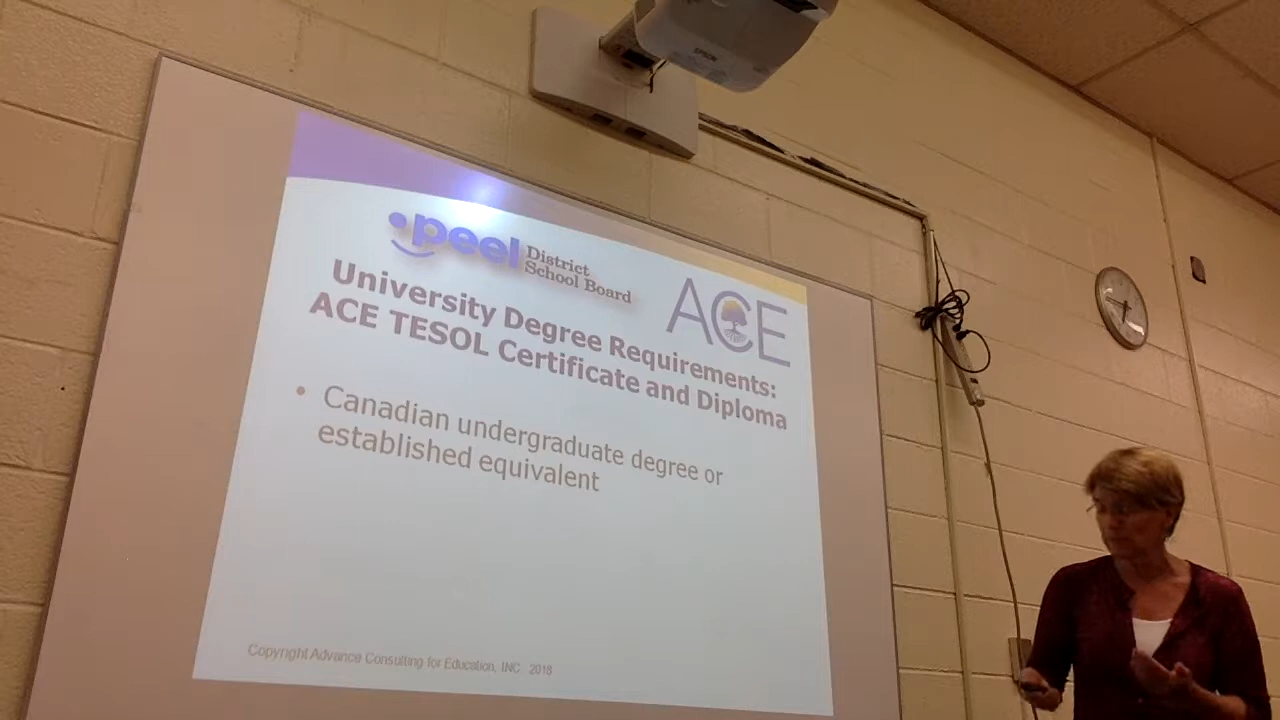 EPSON
peel District
School Board
ACE
University Degree Requirements:
ACE TESOL Certificate and Diploma
• Canadian undergraduate degree or
established equivalent
Copyright Advance Consulting for Education, INC 2018